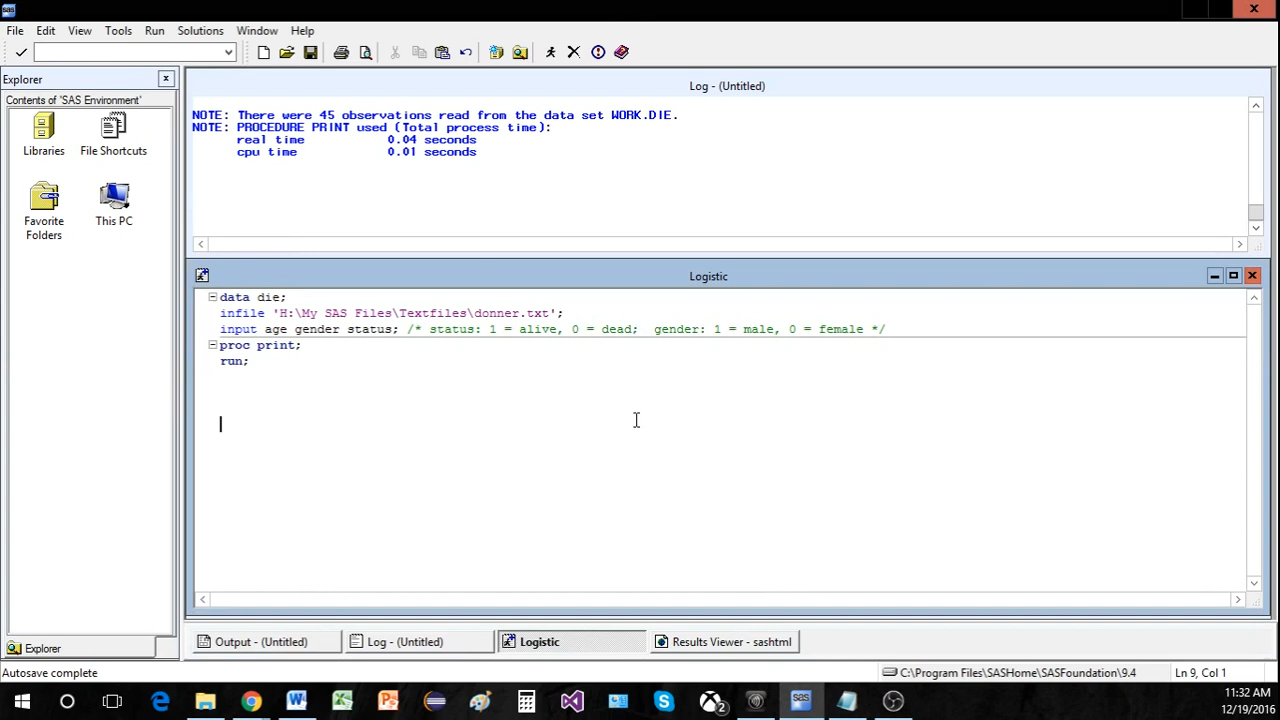 sas
File Edit View Tools Run Solutions Window Help
Explorer
Contents of 'SAS Environment'
Libraries
File Shortcuts
Favorite
Folders
This PC
Explorer
Log - (Untitled)
NOTE: There were 45 observations read from the data set WORK.DIE.
NOTE: PROCEDURE PRINT used (Total process time):
real time 0.04 seconds
cpu time 0.01 seconds
Logistic
data die;
infile 'H:\My SAS Files\Textfiles\donner.txt';
input age gender status; /* status: 1 = alive, 0 = dead; gender: 1 = male, 0 = female */
proc print;
run;
Output - (Untitled) Log - (Untitled) Logistic Results Viewer - sashtml
Autosave complete
C:\Program Files\SASHome\SASFoundation\9.4
Ln 9, Col 1
11:32 AM
12/19/2016